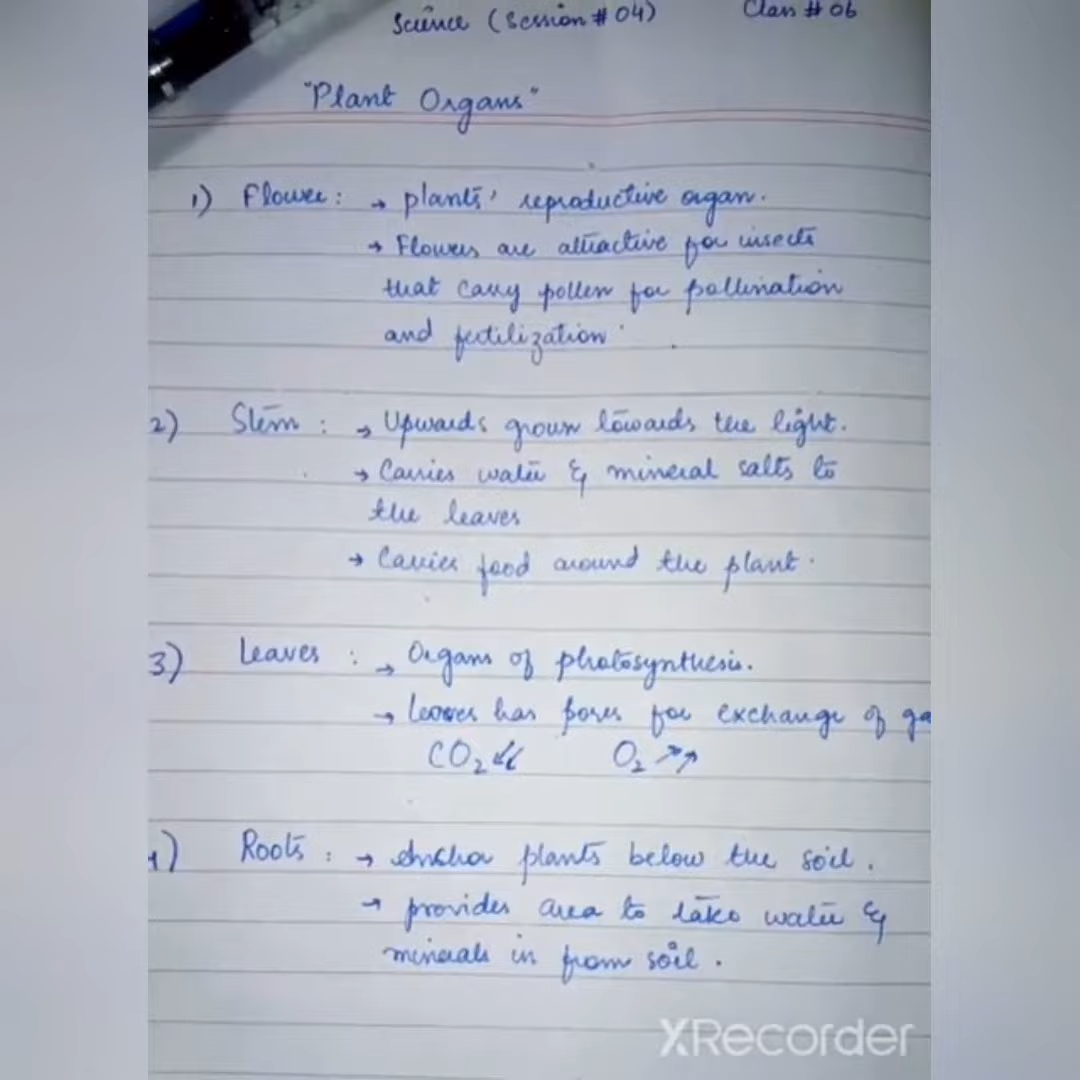 Science (Session # 04) Class # 06
"Plant Organs"
1) Flower : → plants' reproductive organ.
→ Flowers are attractive for insects
that carry pollen for pollination
and fertilization.
2) Stem : → Upwards grown towards the light.
→ Carries water & mineral salts to
the leaves
→ Carries food around the plant.
3) Leaves : → Organs of photosynthesis.
→ leaves has pores for exchange of ga
CO₂ ↙↙ O₂ ↗↗
4) Roots : → Anchor plants below the soil.
→ provides area to take water &
minerals in from soil.
XRecorder